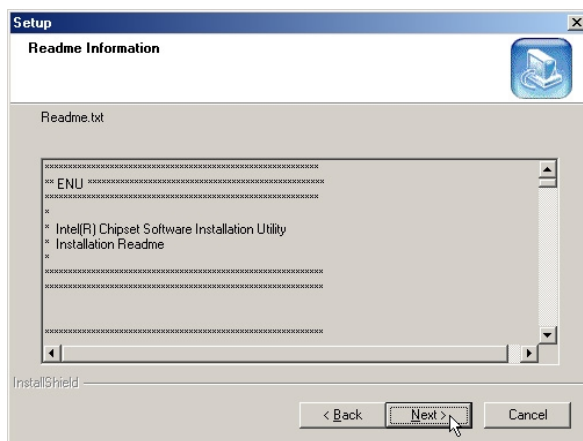 Setup
Readme Information
Readme.txt
**********************************************************
** ENU ***************************************************
**********************************************************
*
* Intel(R) Chipset Software Installation Utility
* Installation Readme
*
***********************************************************
***********************************************************
***********************************************************
InstallShield
< Back
Next >
Cancel